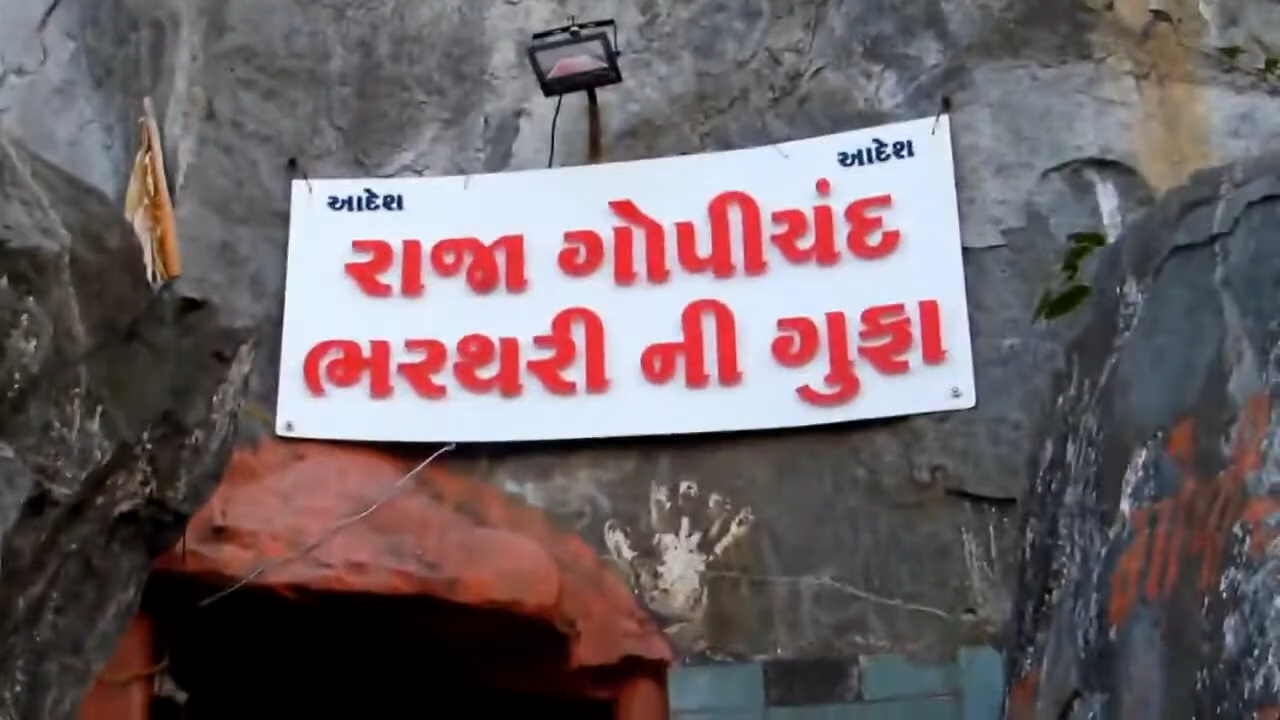 આદેશ આદેશ
રાજા ગોપીચંદ
ભરથરી ની ગુફા